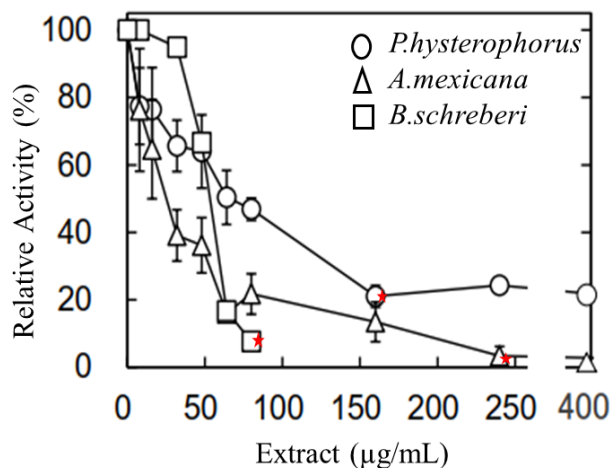 100
80
60
40
20
0
Relative Activity (%)
P.hysterophorus
A.mexicana
B.schreberi
0 50 100 150 200 250 400
Extract (µg/mL)